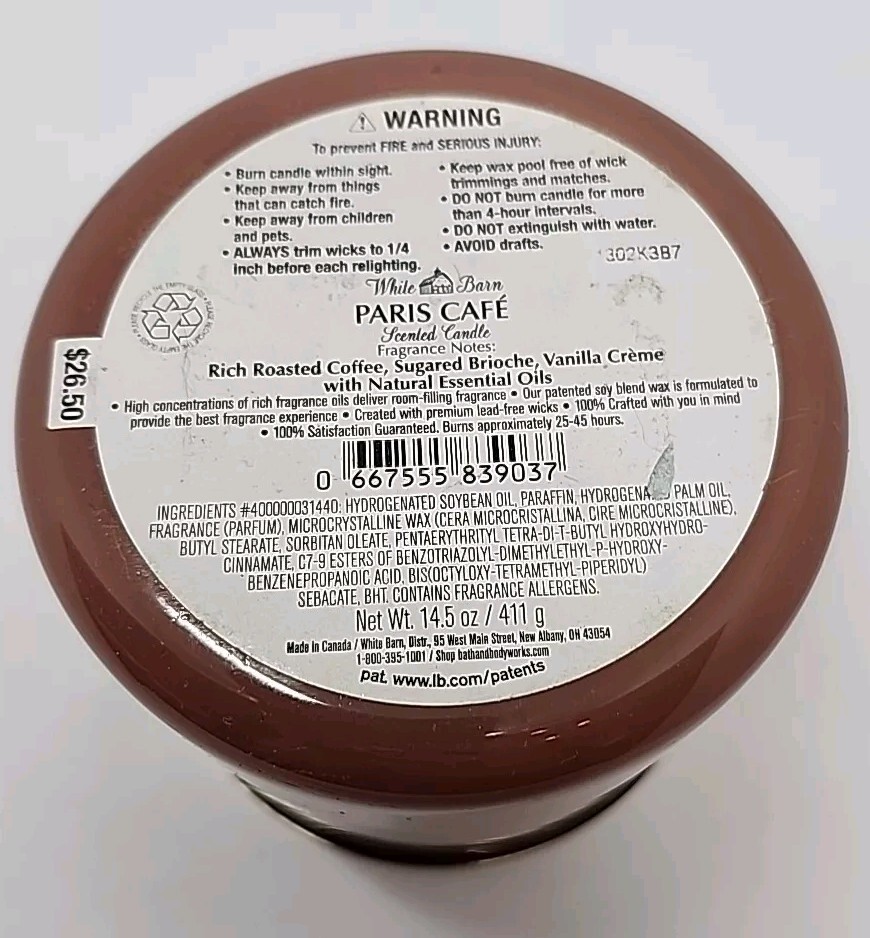 ⚠ WARNING
To prevent FIRE and SERIOUS INJURY:
• Burn candle within sight.
• Keep away from things
that can catch fire.
• Keep away from children
and pets.
• ALWAYS trim wicks to 1/4
inch before each relighting.
• Keep wax pool free of wick
trimmings and matches.
• DO NOT burn candle for more
than 4-hour intervals.
• DO NOT extinguish with water.
• AVOID drafts.
302K3B7
White Barn
PARIS CAFÉ
Scented Candle
Fragrance Notes:
Rich Roasted Coffee, Sugared Brioche, Vanilla Crème
with Natural Essential Oils
$26.50
• High concentrations of rich fragrance oils deliver room-filling fragrance • Our patented soy blend wax is formulated to
provide the best fragrance experience • Created with premium lead-free wicks • 100% Crafted with you in mind
• 100% Satisfaction Guaranteed. Burns approximately 25-45 hours.
0 667555 839037
INGREDIENTS #400000031440: HYDROGENATED SOYBEAN OIL, PARAFFIN, PALM OIL,
FRAGRANCE (PARFUM), MICROCRYSTALLINE WAX (CERA MICROCRISTALLINA, CIRE MICROCRISTALLINE),
BUTYL STEARATE, SORBITAN OLEATE, PENTAERYTHRITYL TETRA-DI-T-BUTYL HYDROXYHYDRO-
CINNAMATE, C7-9 ESTERS OF BENZOTRIAZOLYL-DIMETHYLETHYL-P-HYDROXY-
BENZENEPROPANOIC ACID, BIS(OCTYLOXY-TETRAMETHYL-PIPERIDYL)
SEBACATE, BHT. CONTAINS FRAGRANCE ALLERGENS.
Net Wt. 14.5 oz / 411 g
Made in Canada / White Barn, Distr., 95 West Main Street, New Albany, OH 43054
1-800-395-1001 / Shop bathandbodyworks.com
pat. www.lb.com/patents